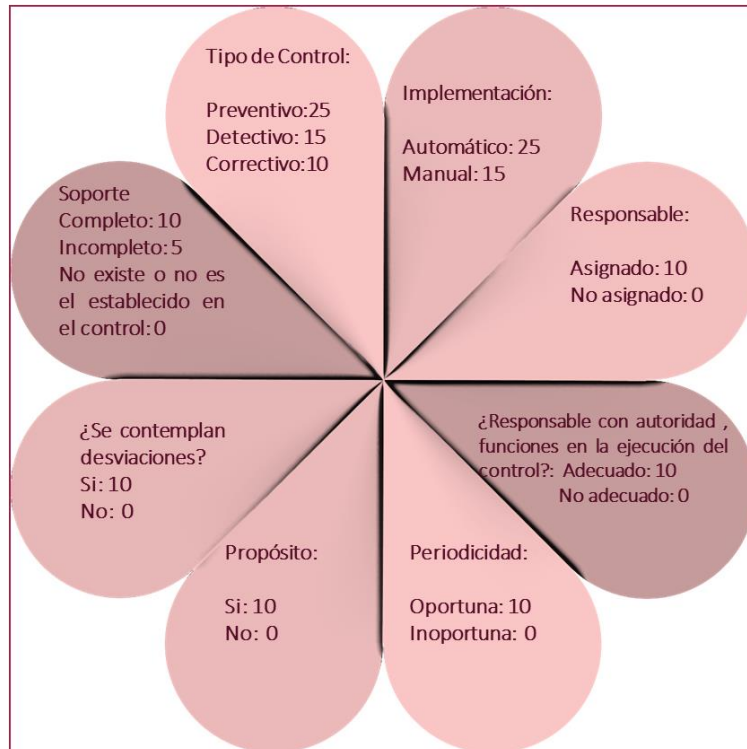 Tipo de Control:
Preventivo:25
Detectivo: 15
Correctivo:10
Implementación:
Automático: 25
Manual: 15
Responsable:
Asignado: 10
No asignado: 0
¿Responsable con autoridad ,
funciones en la ejecución del
control?: Adecuado: 10
No adecuado: 0
Periodicidad:
Oportuna: 10
Inoportuna: 0
Propósito:
Si: 10
No: 0
¿Se contemplan
desviaciones?
Si: 10
No: 0
Soporte
Completo: 10
Incompleto: 5
No existe o no es
el establecido en
el control: 0